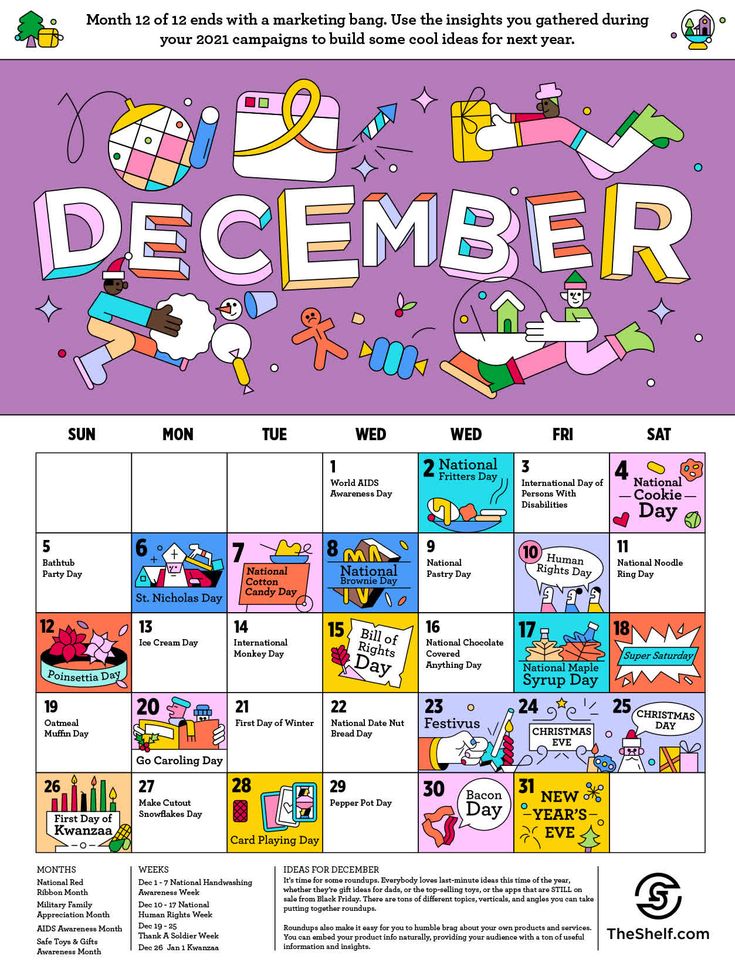 Month 12 of 12 ends with a marketing bang. Use the insights you gathered during
your 2021 campaigns to build some cool ideas for next year.
TheShelf.com
DECEMBER
SUN MON TUE WED WED FRI SAT
1
World AIDS
Awareness Day
2 National
Fritters Day
3
International Day of
Persons With
Disabilities
4
National
Cookie
Day
5
Bathtub
Party Day
6
St. Nicholas Day
7
National
Cotton
Candy Day
8
National
Brownie Day
9
National
Pastry Day
10
Human
Rights Day
11
National Noodle
Ring Day
12
Poinsettia Day
13
Ice Cream Day
14
International
Monkey Day
15
Bill of
Rights
Day
16
National Chocolate
Covered
Anything Day
17
National Maple
Syrup Day
18
Super Saturday
19
Oatmeal
Muffin Day
20
Go Caroling Day
21
First Day of Winter
22
National Date Nut
Bread Day
23
Festivus
24
CHRISTMAS
EVE
25
CHRISTMAS
DAY
26
First Day of
Kwanzaa
27
Make Cutout
Snowflakes Day
28
Card Playing Day
29
Pepper Pot Day
30
Bacon
Day
31
NEW
YEAR'S
EVE
MONTHS
National Red
Ribbon Month
Military Family
Appreciation Month
AIDS Awareness Month
Safe Toys & Gifts
Awareness Month
WEEKS
Dec 1 - 7 National Handwashing
Awareness Week
Dec 10 - 17 National
Human Rights Week
Dec 19 - 25
Thank A Soldier Week
Dec 26 Jan 1 Kwanzaa
IDEAS FOR DECEMBER
It's time for some roundups. Everybody loves last-minute ideas this time of the year,
whether they're gift ideas for dads, or the top-selling toys, or the apps that are STILL on
sale from Black Friday. There are tons of different topics, verticals, and angles you can take
putting together roundups.
Roundups also make it easy for you to humble brag about your own products and services.
You can embed your product info naturally, providing your audience with a ton of useful
information and insights.
TheShelf.com